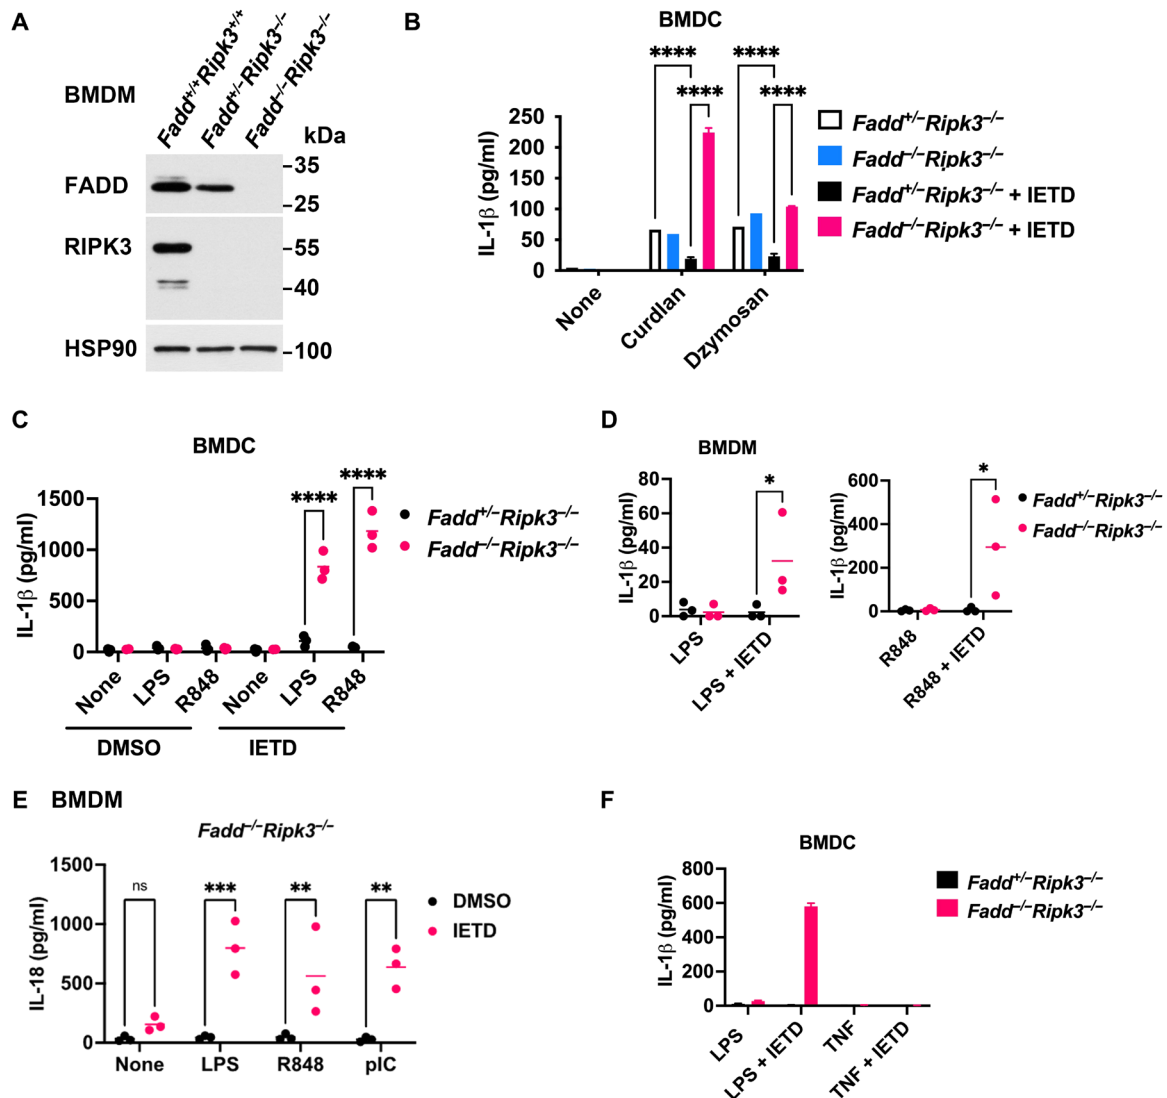 A
BMDM
Fadd+/+Ripk3+/+
Fadd+/–Ripk3–/–
Fadd–/–Ripk3–/–
kDa
FADD
35
25
RIPK3
55
40
HSP90
100
B
BMDC
****
****
****
****
IL-1β (pg/ml)
250
200
150
100
50
0
None
Curdlan
Dzymosan
Fadd+/–Ripk3–/–
Fadd–/–Ripk3–/–
Fadd+/–Ripk3–/– + IETD
Fadd–/–Ripk3–/– + IETD
C
BMDC
IL-1β (pg/ml)
1500
1000
500
0
****
****
Fadd+/–Ripk3–/–
Fadd–/–Ripk3–/–
None
LPS
R848
None
LPS
R848
DMSO
IETD
D
BMDM
IL-1β (pg/ml)
80
60
40
20
0
*
LPS
LPS + IETD
IL-1β (pg/ml)
600
400
200
0
*
R848
R848 + IETD
Fadd+/–Ripk3–/–
Fadd–/–Ripk3–/–
E
BMDM
Fadd–/–Ripk3–/–
IL-18 (pg/ml)
1500
1000
500
0
ns
***
**
**
DMSO
IETD
None
LPS
R848
pIC
F
BMDC
IL-1β (pg/ml)
800
600
400
200
0
Fadd+/–Ripk3–/–
Fadd–/–Ripk3–/–
LPS
LPS + IETD
TNF
TNF + IETD